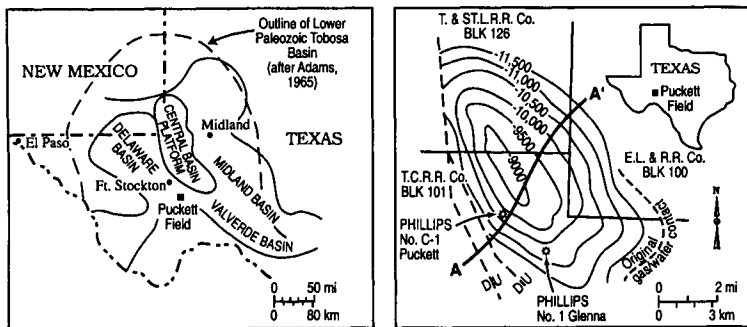 Outline of Lower
Paleozoic Tobosa
Basin
(after Adams,
1965)
NEW MEXICO
TEXAS
El Paso
DELAWARE
BASIN
CENTRAL BASIN
PLATFORM
Midland
MIDLAND BASIN
Ft. Stockton
Puckett
Field
VALVERDE BASIN
0 50 mi
0 80 km
T. & ST.L.R.R. Co.
BLK 126
-11,500
-11,000
-10,500
-10,000
-9500
-9000
A'
TEXAS
Puckett
Field
E.L. & R.R. Co.
BLK 100
T.C.R.R. Co.
BLK 101
PHILLIPS
No. C-1
Puckett
A
D/U
D/U
PHILLIPS
No. 1 Glenna
Original
gas/water
contact
N
0 2 mi
0 3 km